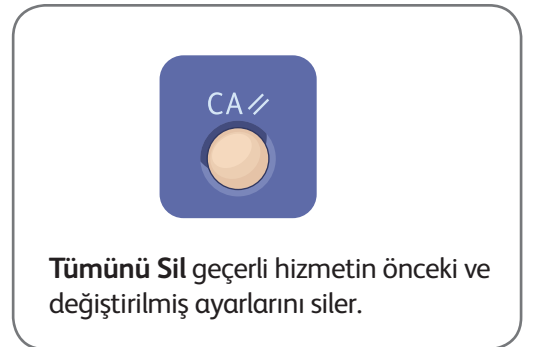 CA
Tümünü Sil geçerli hizmetin önceki ve
değiştirilmiş ayarlarını siler.